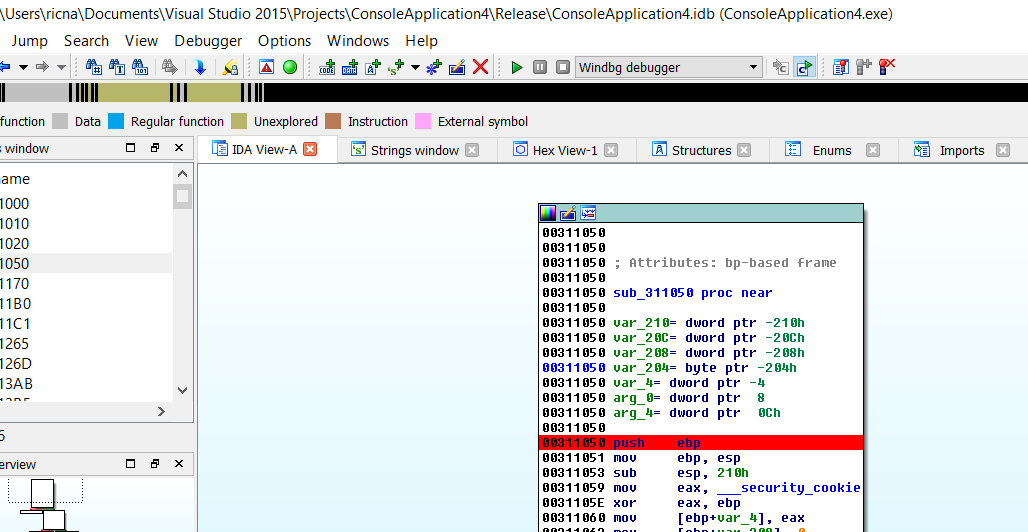 \Users\ricna\Documents\Visual Studio 2015\Projects\ConsoleApplication4\Release\ConsoleApplication4.idb (ConsoleApplication4.exe)
Jump Search View Debugger Options Windows Help
Windbg debugger
function Data Regular function Unexplored Instruction External symbol
s window
IDA View-A Strings window Hex View-1 Structures Enums Imports
ame
1000
1010
1020
1050
1170
11B0
11C1
1265
126D
13AB
6
erview
00311050
00311050
00311050 ; Attributes: bp-based frame
00311050
00311050 sub_311050 proc near
00311050
00311050 var_210= dword ptr -210h
00311050 var_20C= dword ptr -20Ch
00311050 var_208= dword ptr -208h
00311050 var_204= byte ptr -204h
00311050 var_4= dword ptr -4
00311050 arg_0= dword ptr 8
00311050 arg_4= dword ptr 0Ch
00311050
00311050 push ebp
00311051 mov ebp, esp
00311053 sub esp, 210h
00311059 mov eax, ___security_cookie
0031105E xor eax, ebp
00311060 mov [ebp+var_4], eax